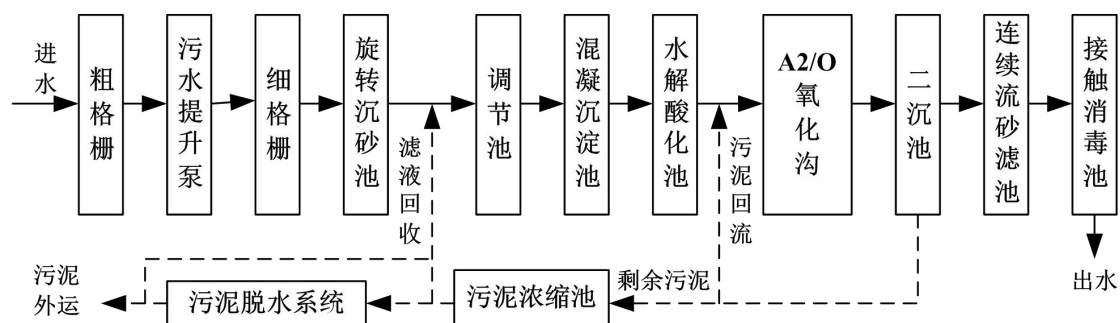 进水
粗格栅
污水提升泵
细格栅
旋转沉砂池
滤液回收
调节池
混凝沉淀池
水解酸化池
污泥回流
A2/O
氧化沟
二沉池
连续流砂滤池
接触消毒池
出水
污泥
外运
污泥脱水系统
污泥浓缩池
剩余污泥